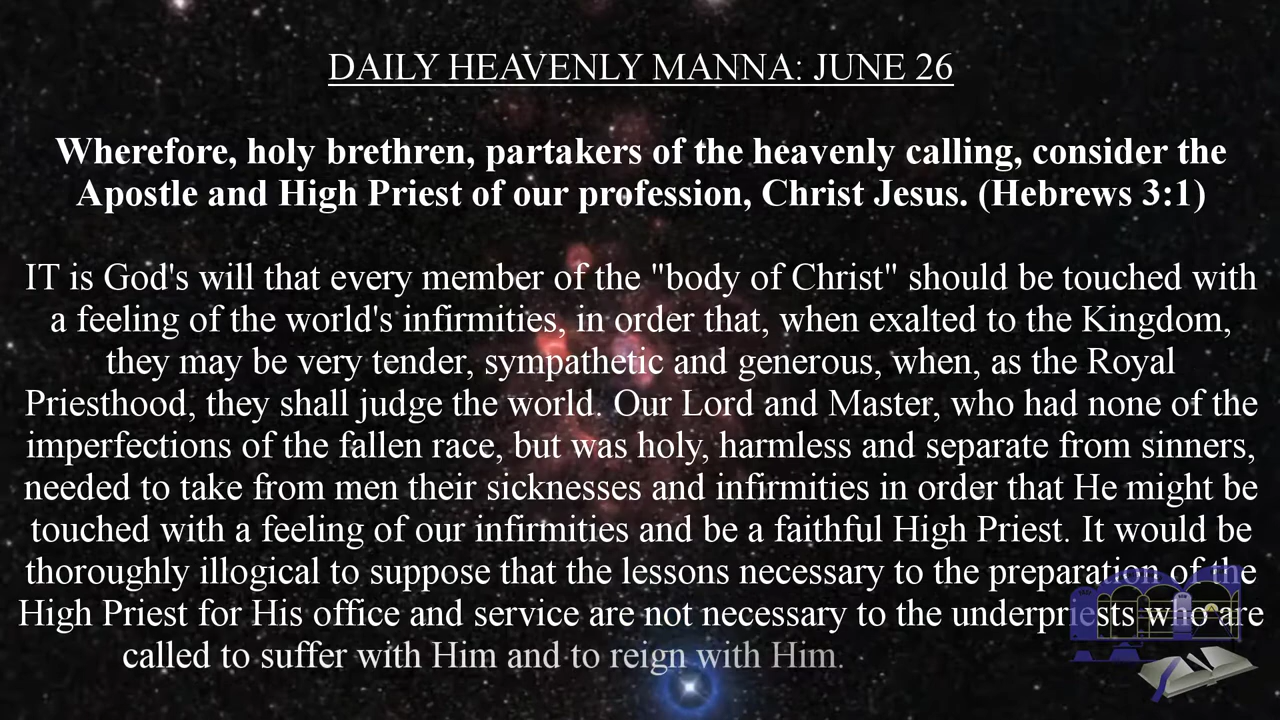 DAILY HEAVENLY MANNA: JUNE 26
Wherefore, holy brethren, partakers of the heavenly calling, consider the
Apostle and High Priest of our profession, Christ Jesus. (Hebrews 3:1)
IT is God's will that every member of the "body of Christ" should be touched with
a feeling of the world's infirmities, in order that, when exalted to the Kingdom,
they may be very tender, sympathetic and generous, when, as the Royal
Priesthood, they shall judge the world. Our Lord and Master, who had none of the
imperfections of the fallen race, but was holy, harmless and separate from sinners,
needed to take from men their sicknesses and infirmities in order that He might be
touched with a feeling of our infirmities and be a faithful High Priest. It would be
thoroughly illogical to suppose that the lessons necessary to the preparation of the
High Priest for His office and service are not necessary to the underpriests who are
called to suffer with Him and to reign with Him.